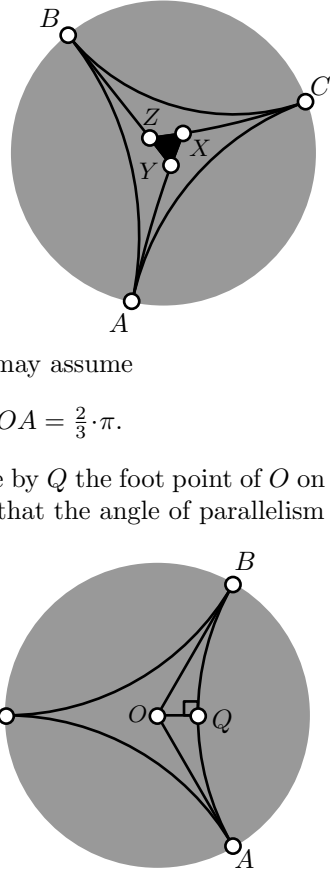 B
C
Z
X
Y
A
may assume
OA = 2/3 · π.
e by Q the foot point of O on
that the angle of parallelism
B
O
Q
A